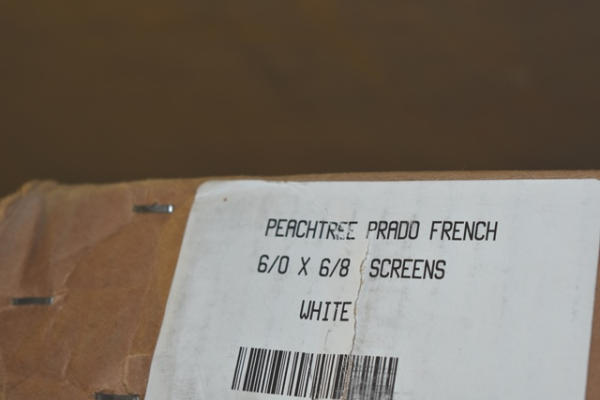 PEACHTREE PRADO FRENCH
6/0 X 6/8 SCREENS
WHITE